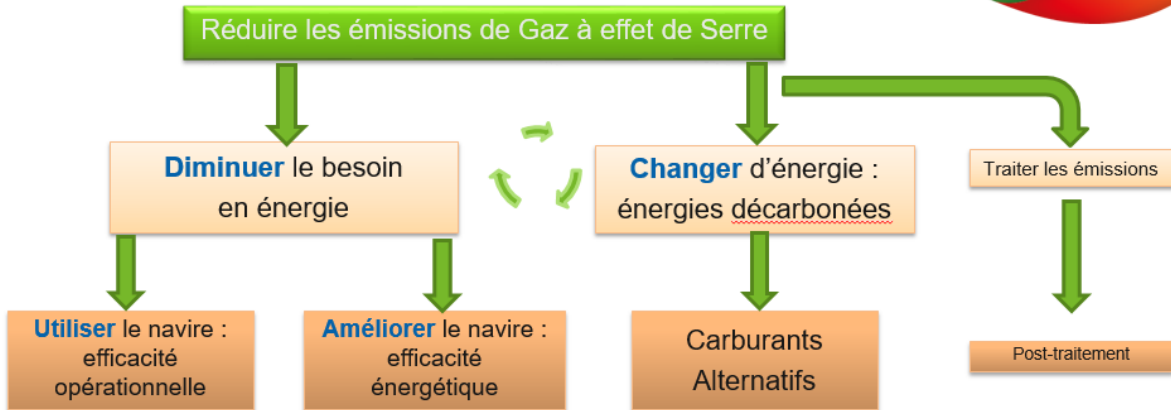 Réduire les émissions de Gaz à effet de Serre
Diminuer le besoin
en énergie
Changer d'énergie :
énergies décarbonées
Traiter les émissions
Utiliser le navire :
efficacité
opérationnelle
Améliorer le navire :
efficacité
énergétique
Carburants
Alternatifs
Post-traitement